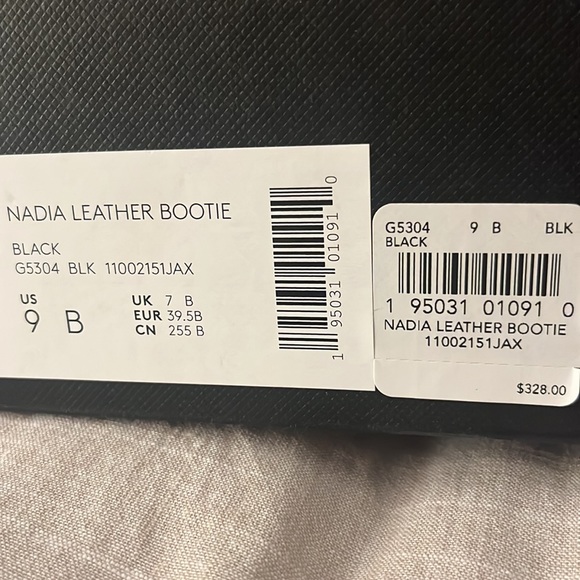 NADIA LEATHER BOOTIE
BLACK
G5304 BLK 11002151JAX
US
9 B
UK 7 B
EUR 39.5B
CN 255 B
1 95031 01091 0
G5304 9 B BLK
BLACK
1 95031 01091 0
NADIA LEATHER BOOTIE
11002151JAX
$328.00